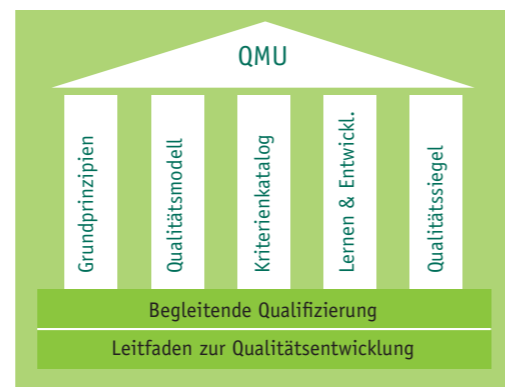 QMU
Grundprinzipien
Qualitätsmodell
Kriterienkatalog
Lernen & Entwickl.
Qualitätssiegel
Begleitende Qualifizierung
Leitfaden zur Qualitätsentwicklung